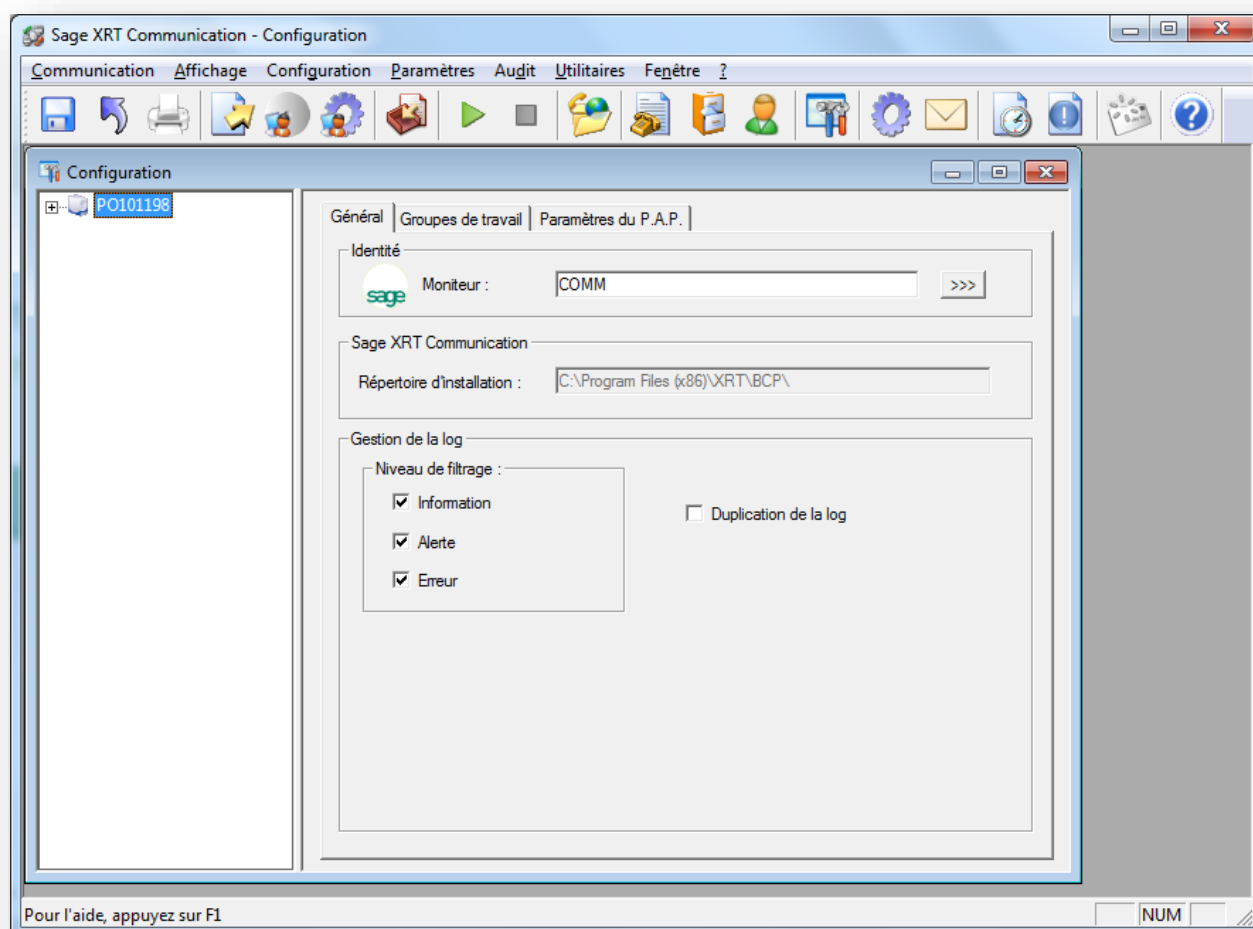 Sage XRT Communication - Configuration
Communication Affichage Configuration Paramètres Audit Utilitaires Fenêtre ?
Configuration
PO101198
Général Groupes de travail Paramètres du P.A.P.
Identité
sage Moniteur : COMM >>>
Sage XRT Communication
Répertoire d'installation : C:\Program Files (x86)\XRT\BCP\
Gestion de la log
Niveau de filtrage :
Information
Duplication de la log
Alerte
Erreur
Pour l'aide, appuyez sur F1
NUM